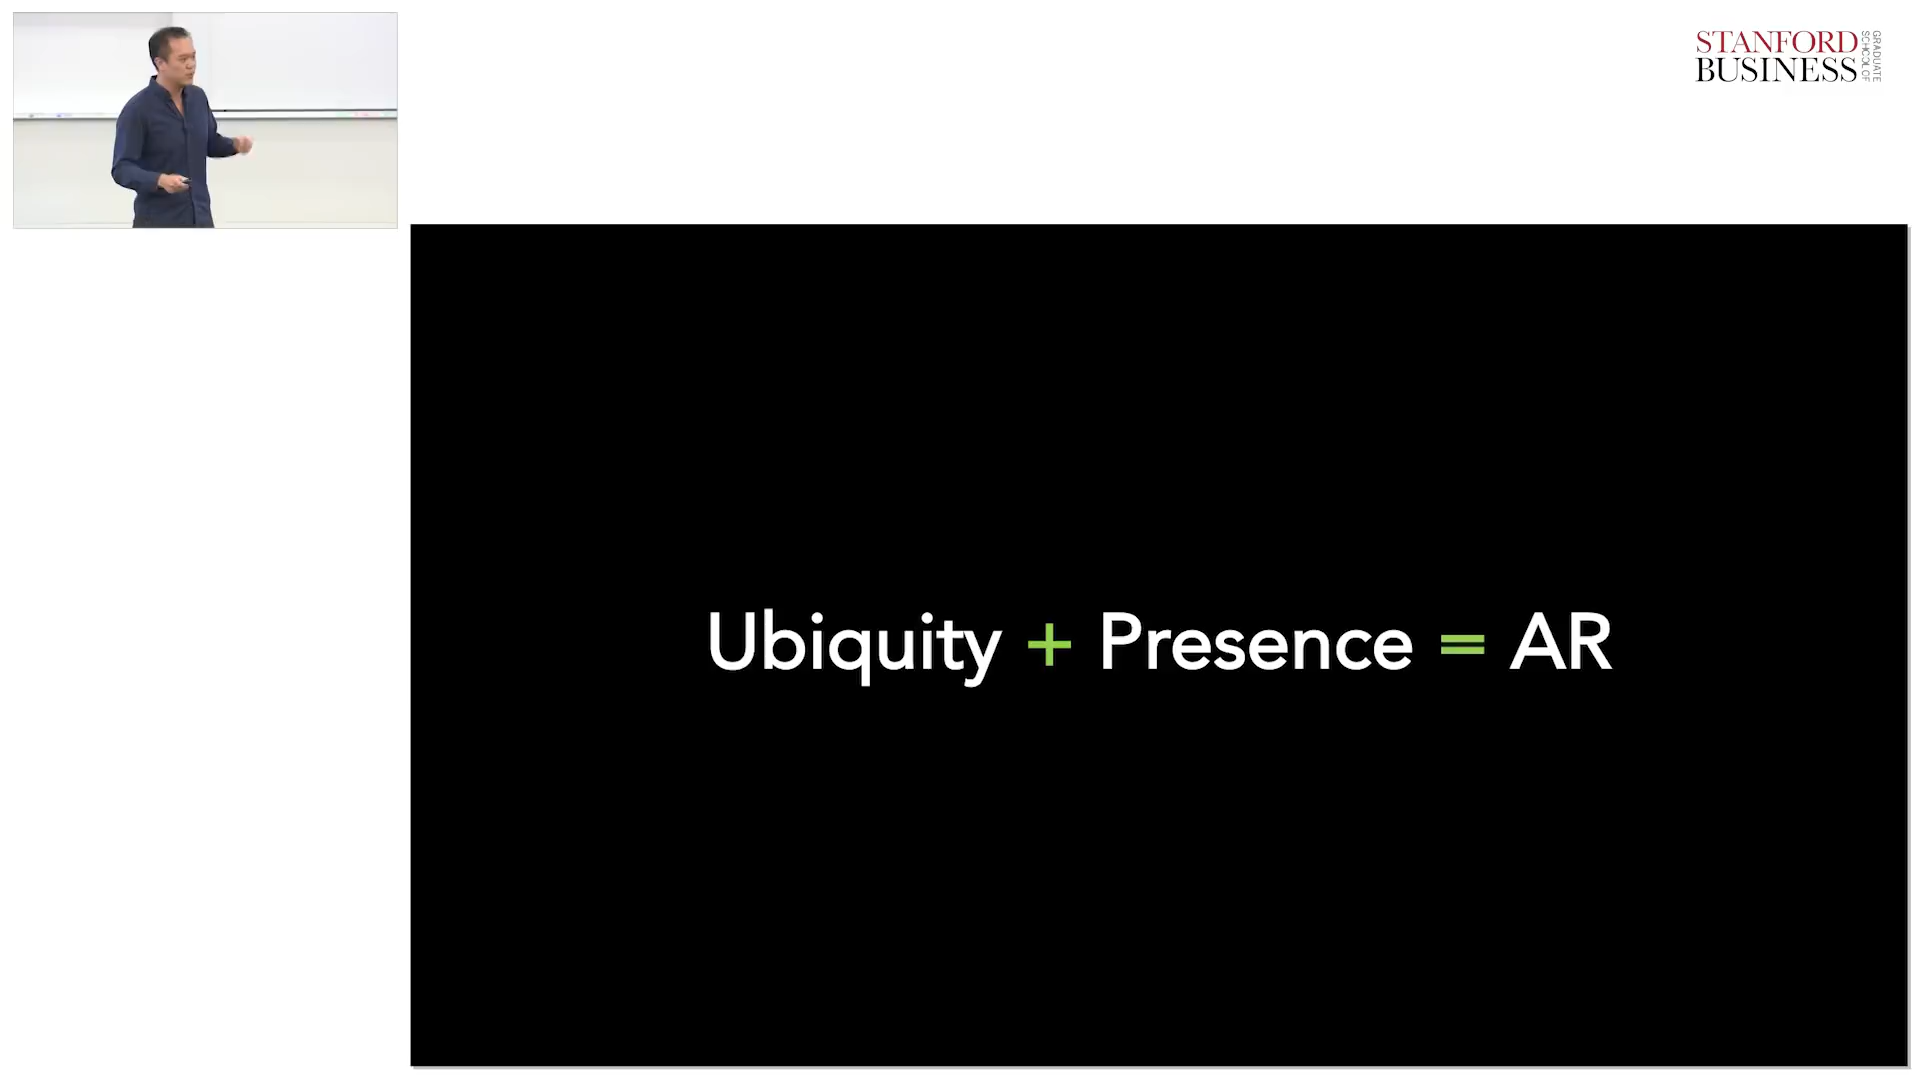 STANFORD
BUSINESS
GRADUATE
SCHOOL OF
Ubiquity + Presence = AR